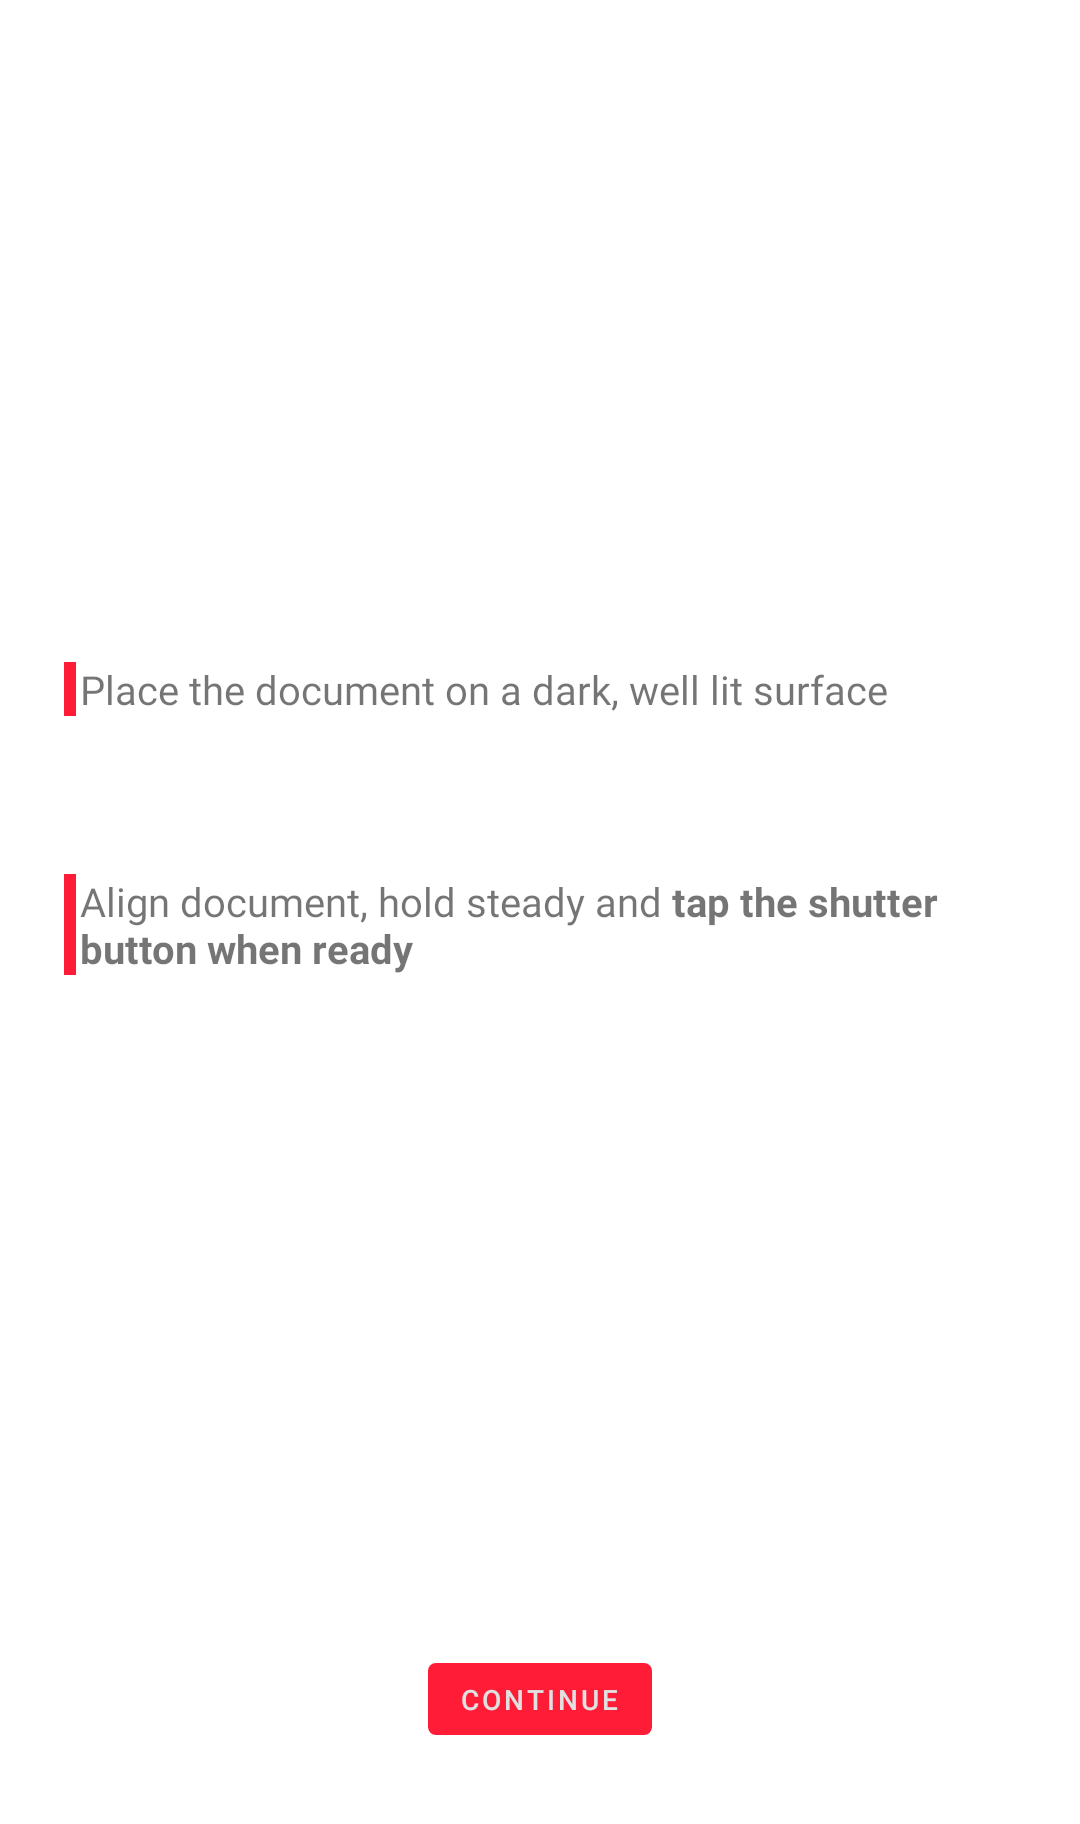 Place the document on a dark, well lit surface
Align document, hold steady and tap the shutter
button when ready
CONTINUE